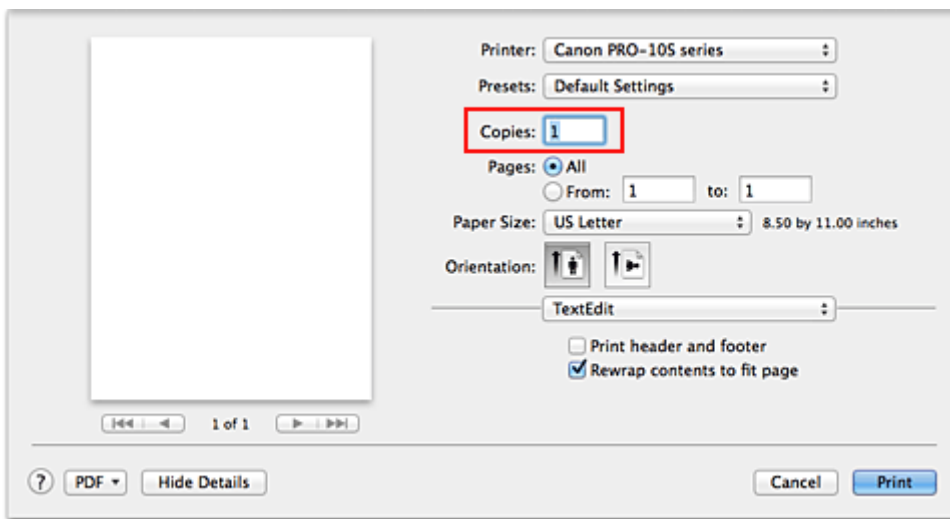 Printer: Canon PRO-10S series
Presets: Default Settings
Copies: 1
Pages: All
From: 1 to: 1
Paper Size: US Letter 8.50 by 11.00 inches
Orientation:
TextEdit
Print header and footer
Rewrap contents to fit page
1 of 1
? PDF Hide Details Cancel Print